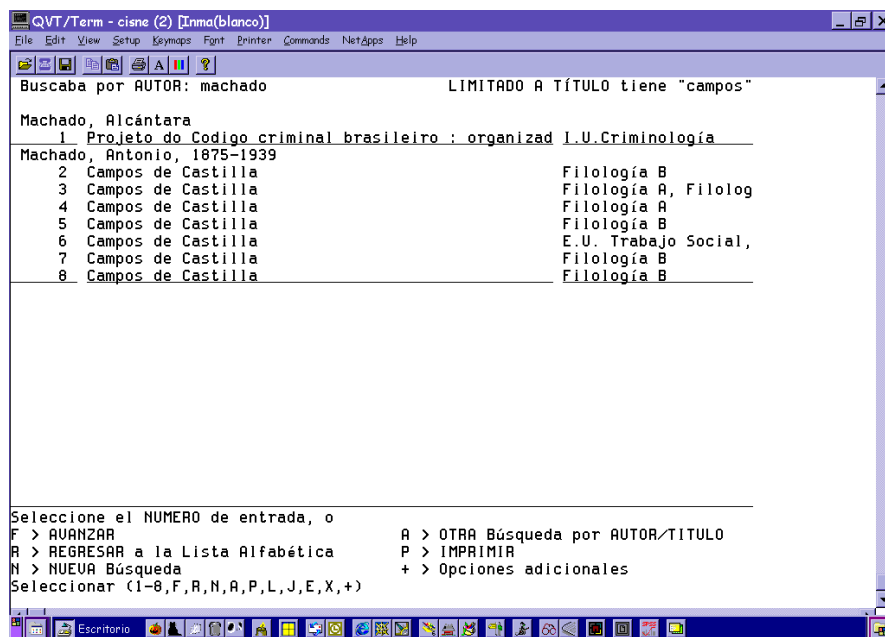 QVT/Term - cisne (2) [Inma(blanco)]
File Edit View Setup Keymaps Font Printer Commands NetApps Help
Buscaba por AUTOR: machado LIMITADO A TÍTULO tiene "campos"
Machado, Alcántara
1 Projeto do Codigo criminal brasileiro : organizad I.U.Criminología
Machado, Antonio, 1875-1939
2 Campos de Castilla Filología B
3 Campos de Castilla Filología A, Filolog
4 Campos de Castilla Filología A
5 Campos de Castilla Filología B
6 Campos de Castilla E.U. Trabajo Social,
7 Campos de Castilla Filología B
8 Campos de Castilla Filología B
Seleccione el NUMERO de entrada, o
F > AVANZAR A > OTRA Búsqueda por AUTOR/TITULO
R > REGRESAR a la Lista Alfabética P > IMPRIMIR
N > NUEVA Búsqueda + > Opciones adicionales
Seleccionar (1-8,F,R,N,A,P,L,J,E,X,+)
Escritorio